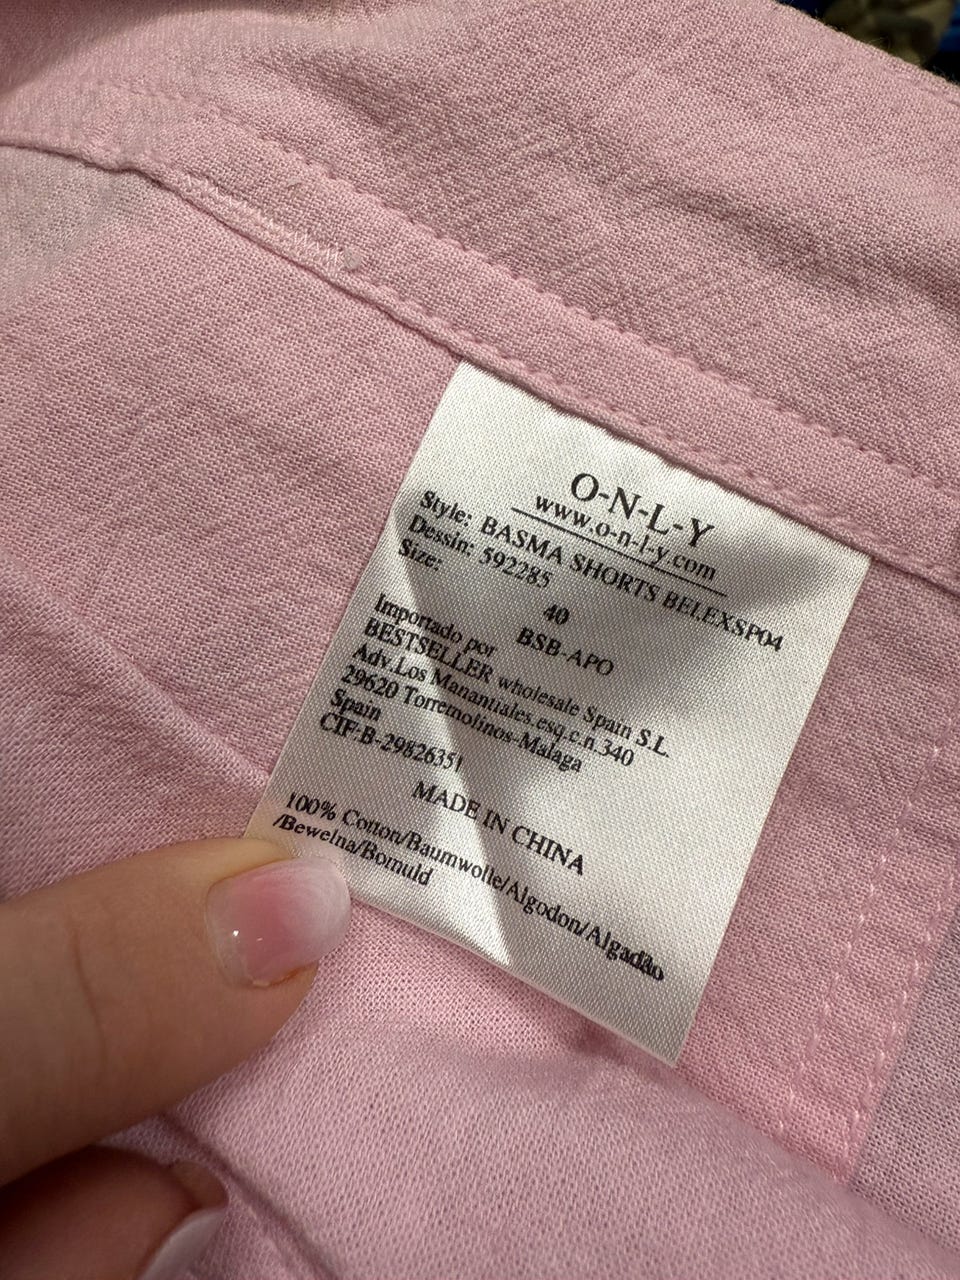 O-N-L-Y
www.o-n-l-y.com
Style: BASMA SHORTS BELEXSP04
Dessin: 592285
Size:
40
BSB-APO
Importado por
BESTSELLER wholesale Spain S.L.
Adv.Los Manantiales.esq.c.n.340
29620 Torremolinos-Malaga
Spain
CIF-B-29826351
MADE IN CHINA
100% Cotton/Baumwolle/Algodon/Algadão
/Bewelna/Bomuld